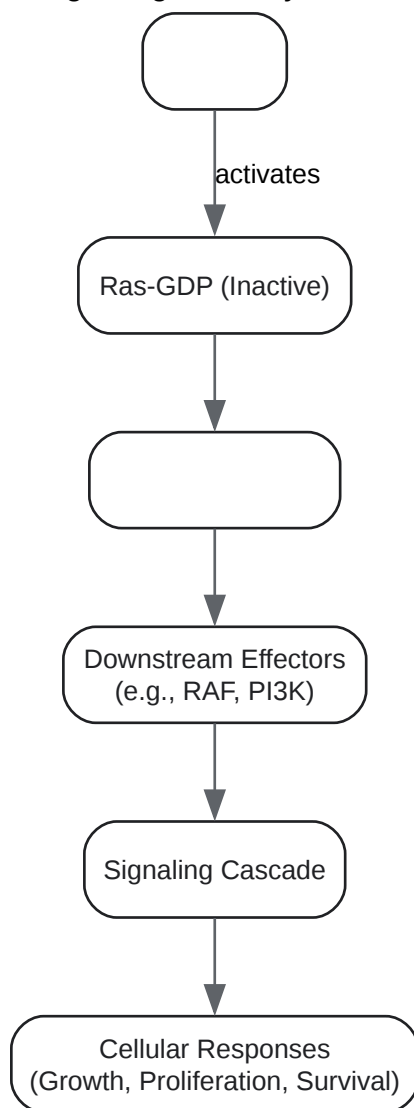 activates
Ras-GDP (Inactive)
Downstream Effectors
(e.g., RAF, PI3K)
Signaling Cascade
Cellular Responses
(Growth, Proliferation, Survival)